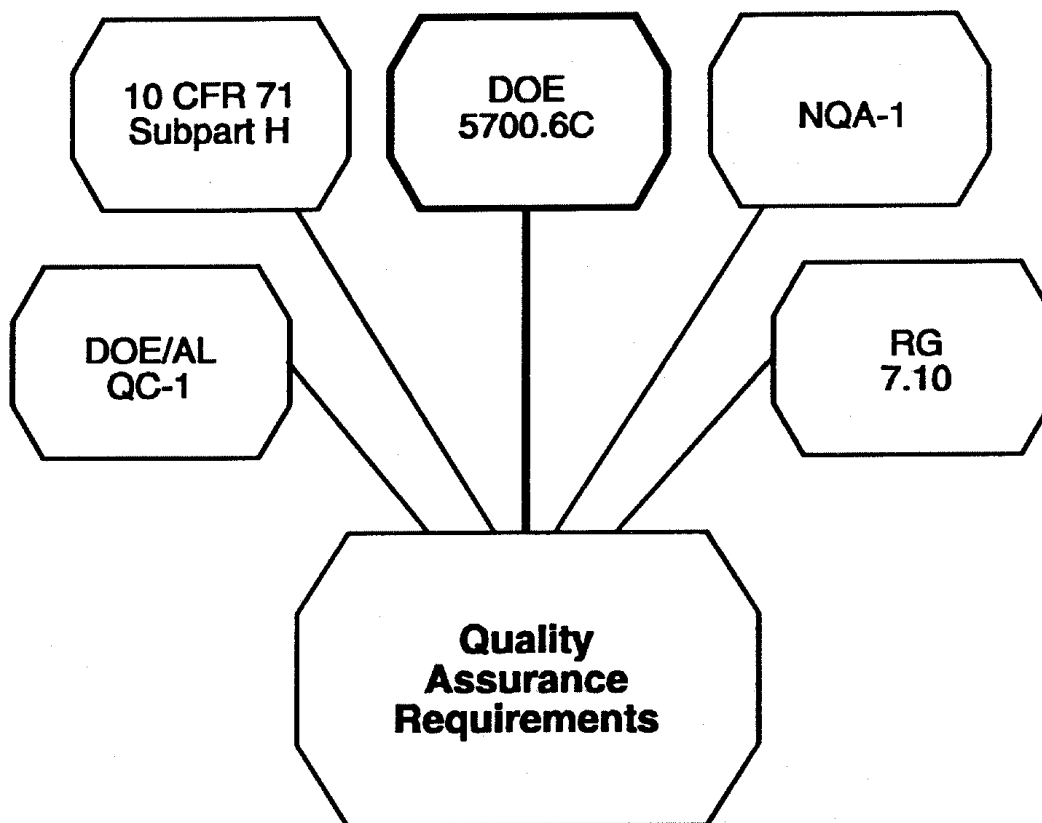 10 CFR 71
Subpart H
DOE
5700.6C
NQA-1
DOE/AL
QC-1
RG
7.10
Quality
Assurance
Requirements